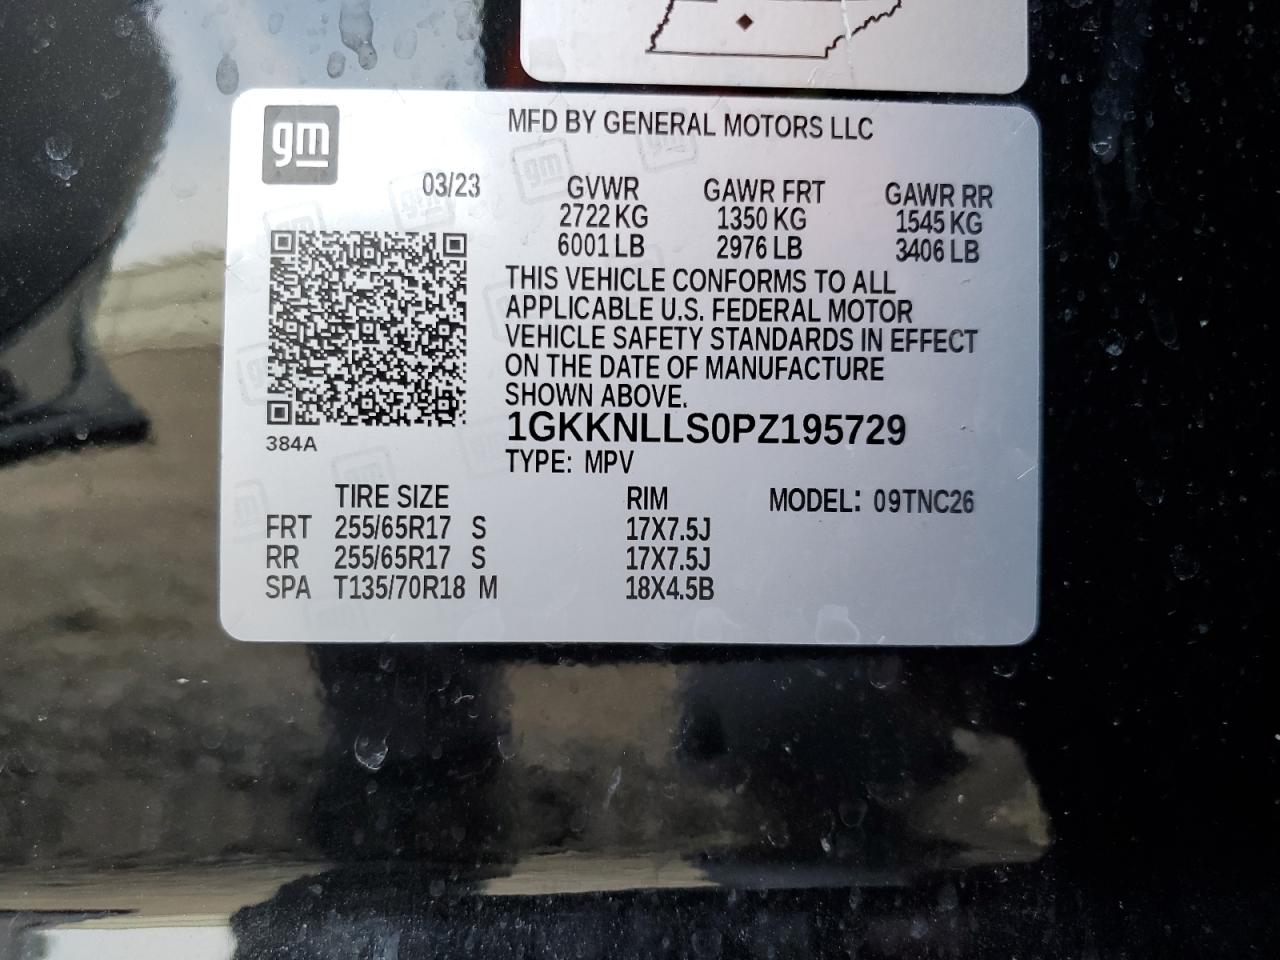 gm
MFD BY GENERAL MOTORS LLC
03/23
GVWR GAWR FRT GAWR RR
2722 KG 1350 KG 1545 KG
6001 LB 2976 LB 3406 LB
THIS VEHICLE CONFORMS TO ALL
APPLICABLE U.S. FEDERAL MOTOR
VEHICLE SAFETY STANDARDS IN EFFECT
ON THE DATE OF MANUFACTURE
SHOWN ABOVE.
384A
1GKKNLLS0PZ195729
TYPE: MPV
TIRE SIZE RIM MODEL: 09TNC26
FRT 255/65R17 S 17X7.5J
RR 255/65R17 S 17X7.5J
SPA T135/70R18 M 18X4.5B